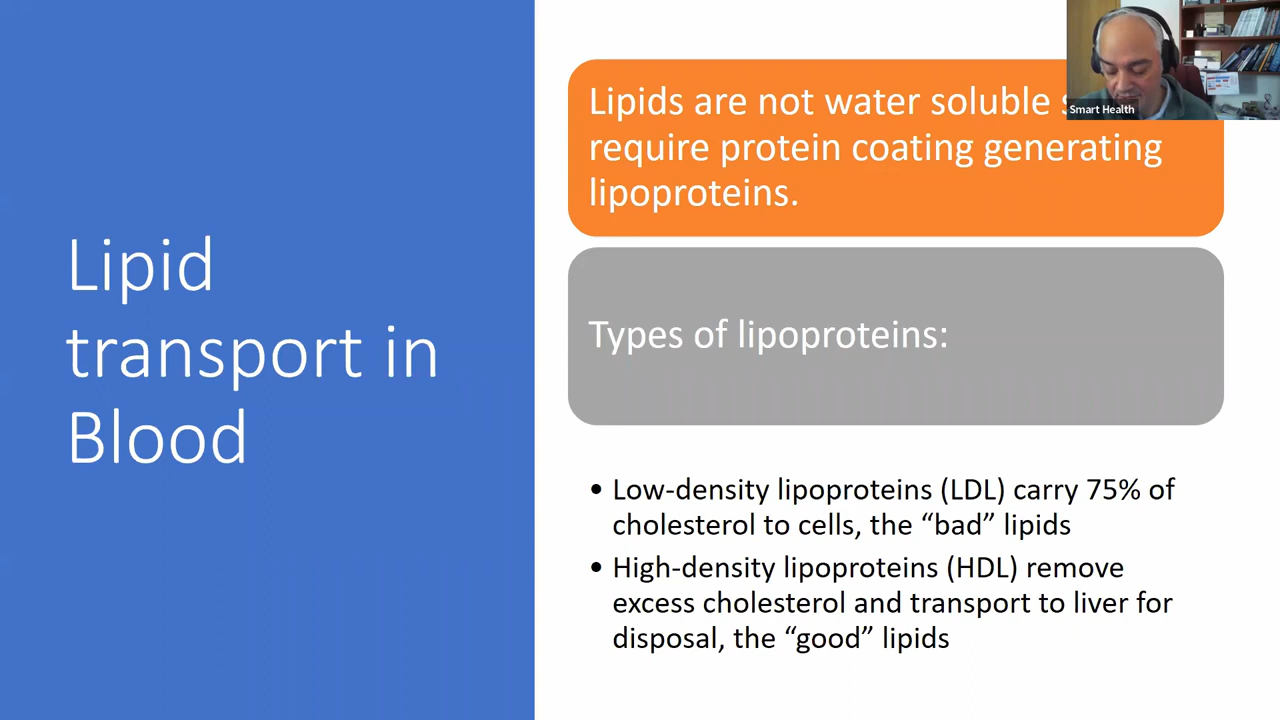 Lipid
transport in
Blood
Lipids are not water soluble
require protein coating generating
lipoproteins.
Types of lipoproteins:
• Low-density lipoproteins (LDL) carry 75% of
cholesterol to cells, the “bad” lipids
• High-density lipoproteins (HDL) remove
excess cholesterol and transport to liver for
disposal, the “good” lipids
Smart Health